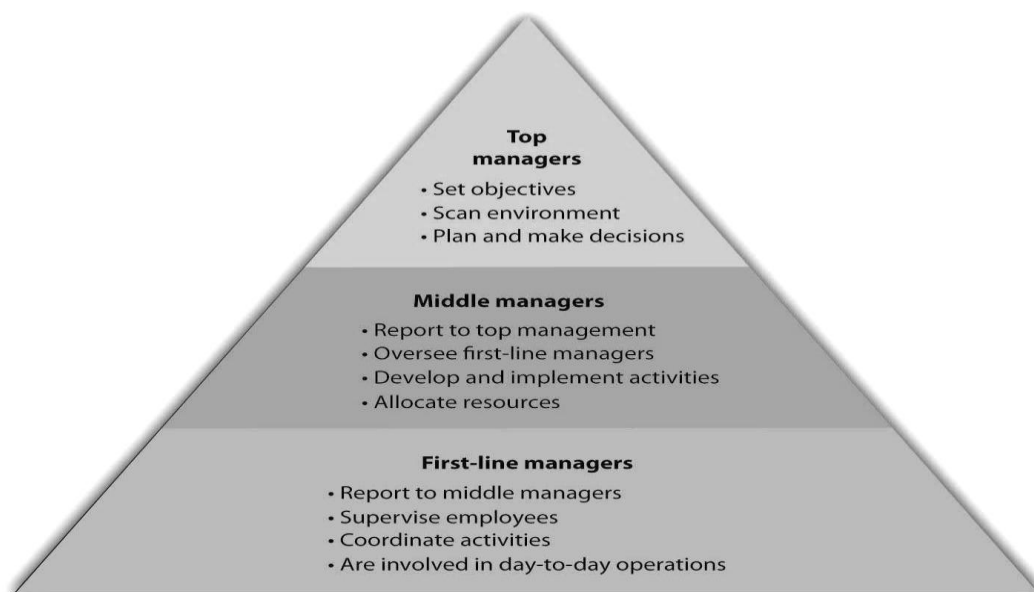 Top
managers
• Set objectives
• Scan environment
• Plan and make decisions
Middle managers
• Report to top management
• Oversee first-line managers
• Develop and implement activities
• Allocate resources
First-line managers
• Report to middle managers
• Supervise employees
• Coordinate activities
• Are involved in day-to-day operations